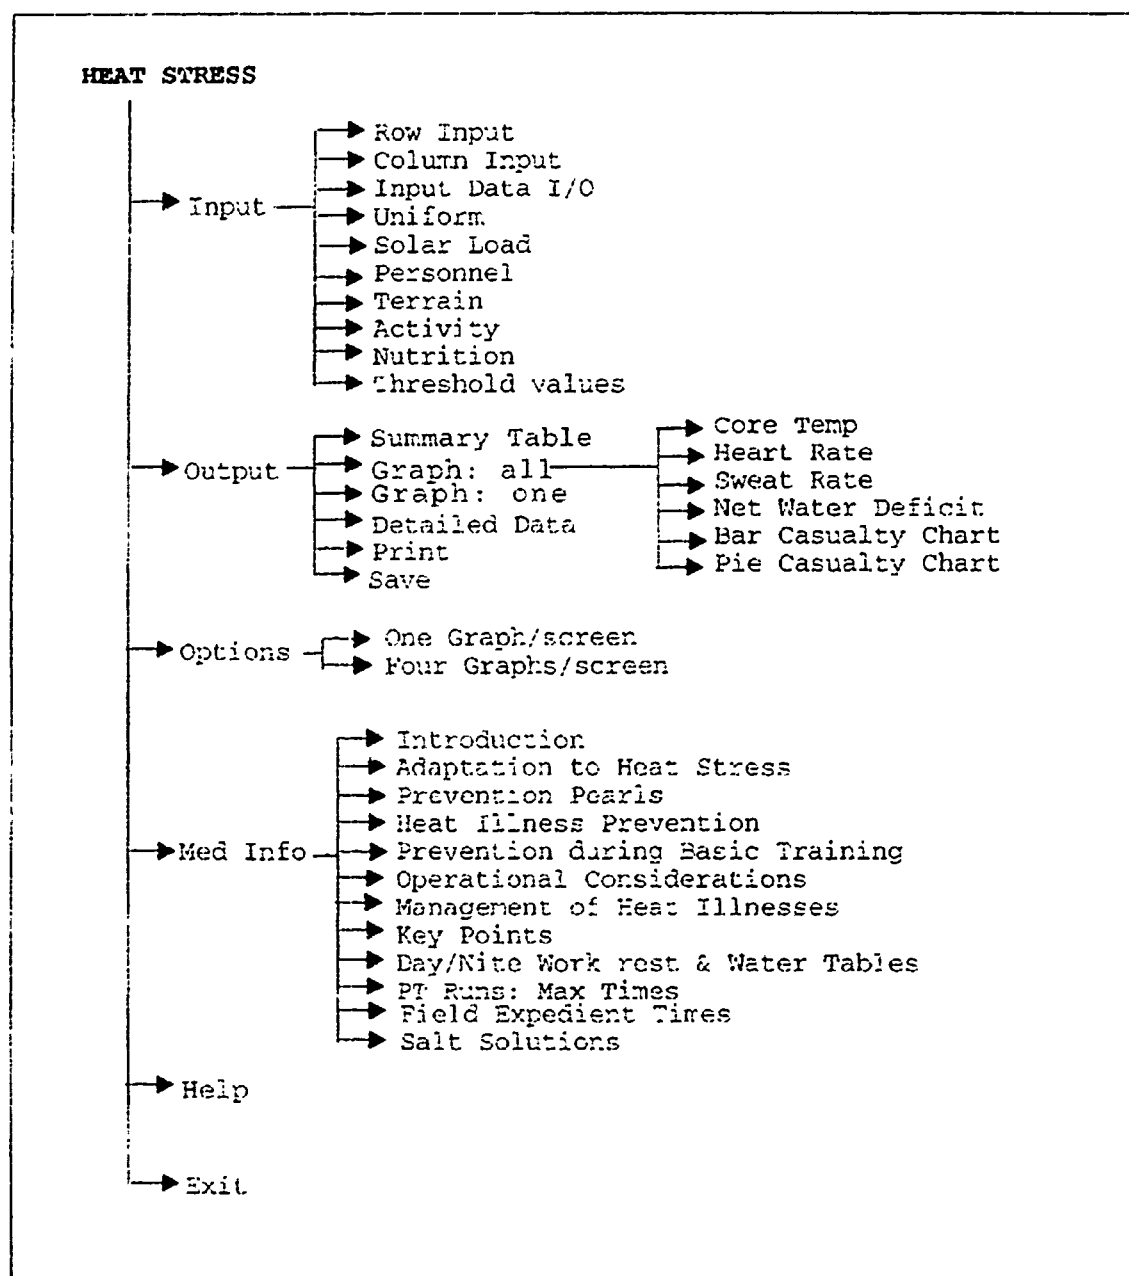 HEAT STRESS
Input
Row Input
Column Input
Input Data I/O
Uniform
Solar Load
Personnel
Terrain
Activity
Nutrition
Threshold values
Output
Summary Table
Graph: all
Graph: one
Detailed Data
Print
Save
Core Temp
Heart Rate
Sweat Rate
Net Water Deficit
Bar Casualty Chart
Pie Casualty Chart
Options
One Graph/screen
Four Graphs/screen
Med Info
Introduction
Adaptation to Heat Stress
Prevention Pearls
Heat Illness Prevention
Prevention during Basic Training
Operational Considerations
Management of Heat Illnesses
Key Points
Day/Nite Work rest & Water Tables
PT Runs: Max Times
Field Expedient Times
Salt Solutions
Help
Exit